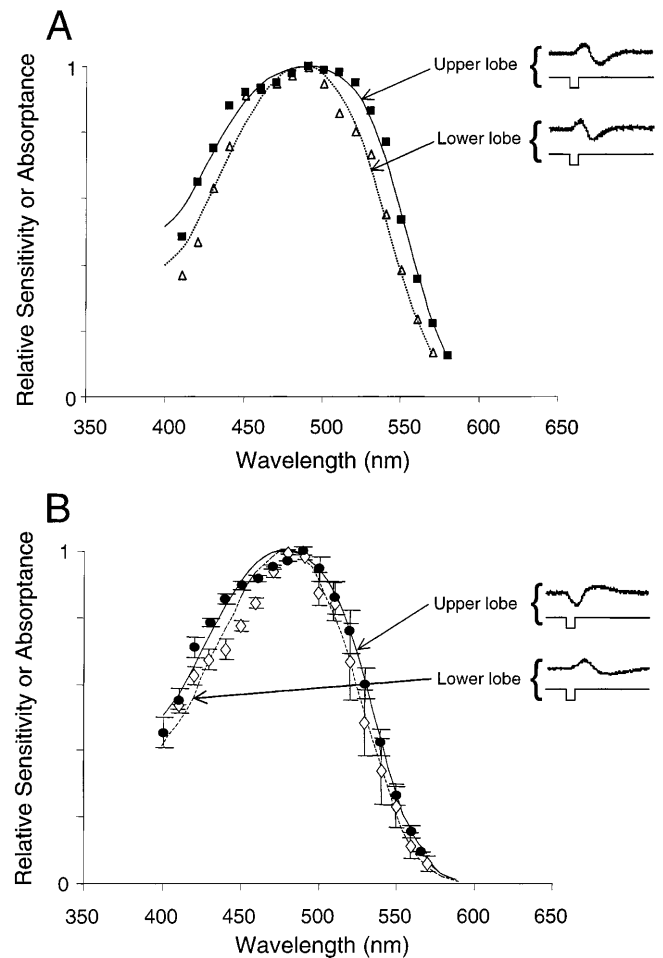 A
Relative Sensitivity or Absorptance
1
0
Upper lobe {
Lower lobe {
350 400 450 500 550 600 650
Wavelength (nm)
B
Relative Sensitivity or Absorptance
1
0
Upper lobe {
Lower lobe {
350 400 450 500 550 600 650
Wavelength (nm)